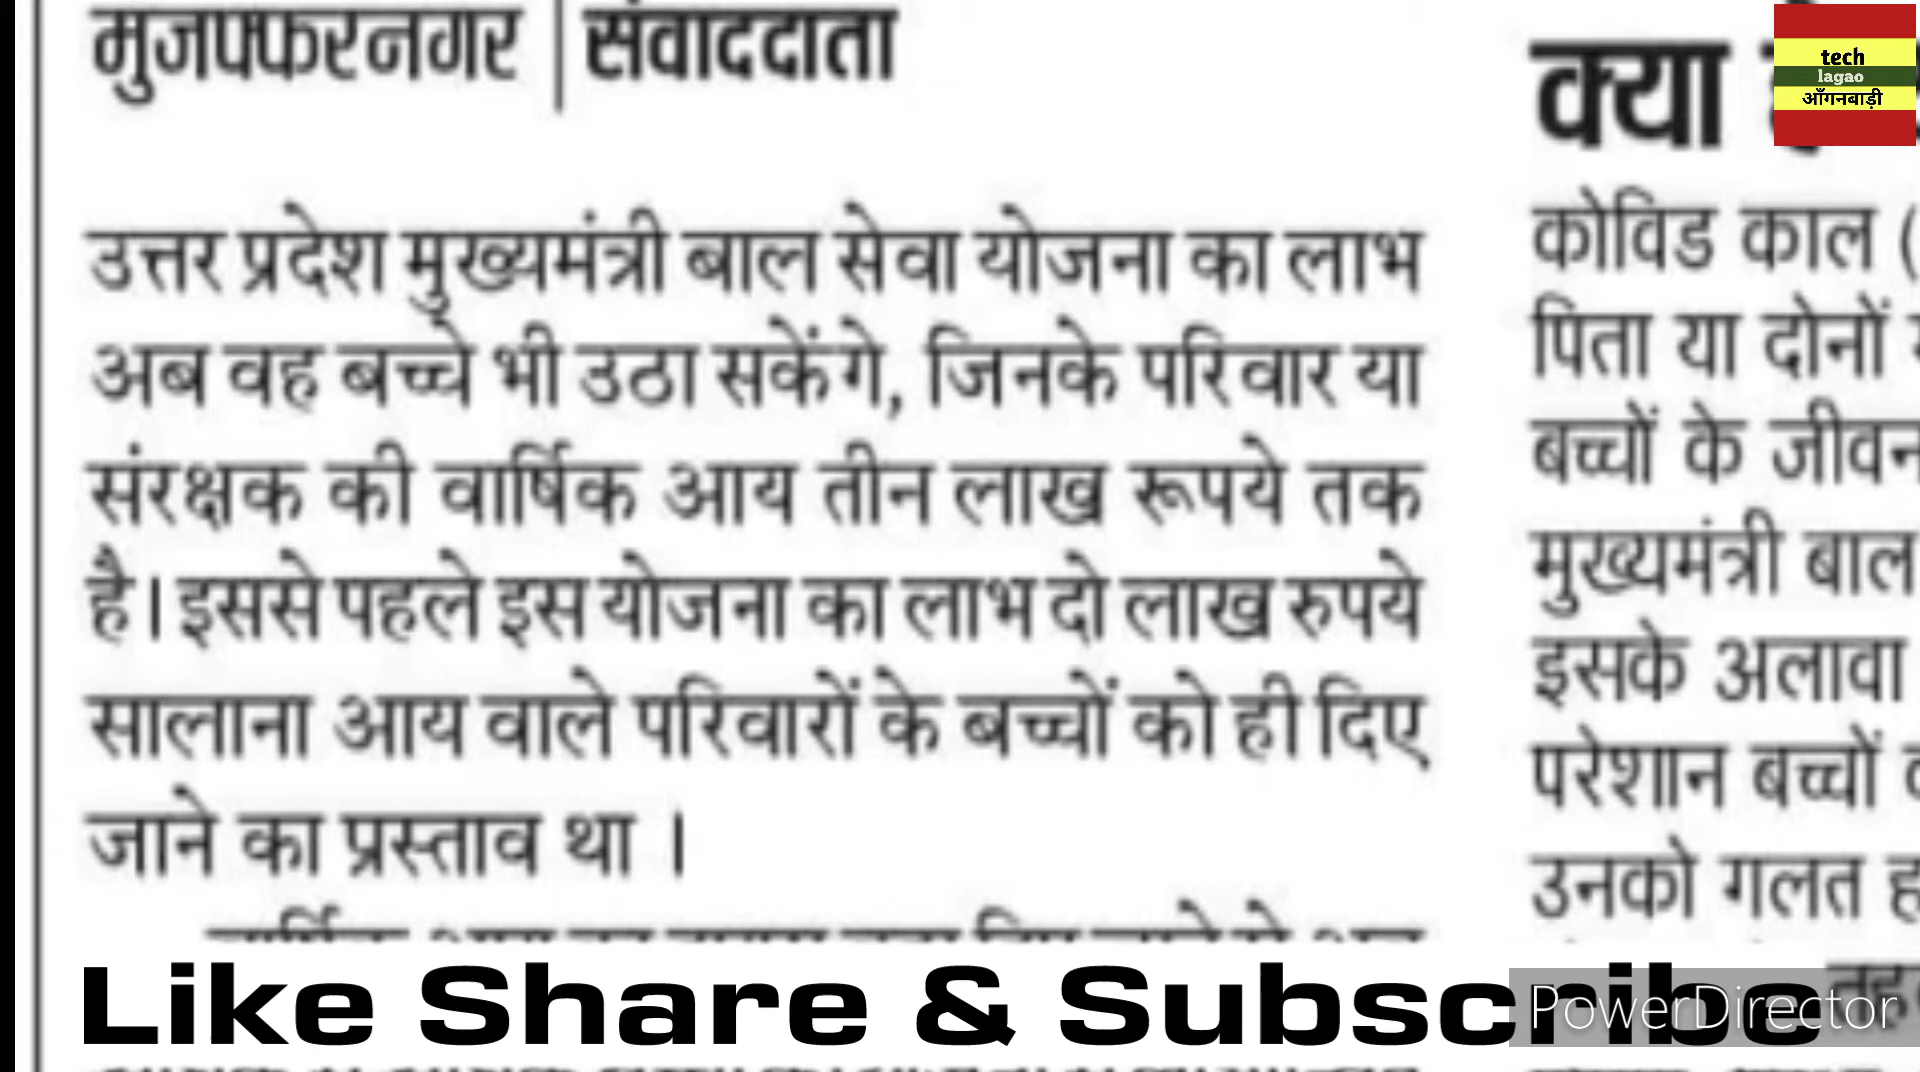 मुजफ्फरनगर | संवाददाता
उत्तर प्रदेश मुख्यमंत्री बाल सेवा योजना का लाभ
अब वह बच्चे भी उठा सकेंगे, जिनके परिवार या
संरक्षक की वार्षिक आय तीन लाख रूपये तक
है। इससे पहले इस योजना का लाभ दो लाख रुपये
सालाना आय वाले परिवारों के बच्चों को ही दिए
जाने का प्रस्ताव था ।
क्या
कोविड काल (
पिता या दोनों
बच्चों के जीवन
मुख्यमंत्री बाल
इसके अलावा
परेशान बच्चों
उनको गलत
tech
lagao
आँगनबाड़ी
Like Share & Subscribe
PowerDirector